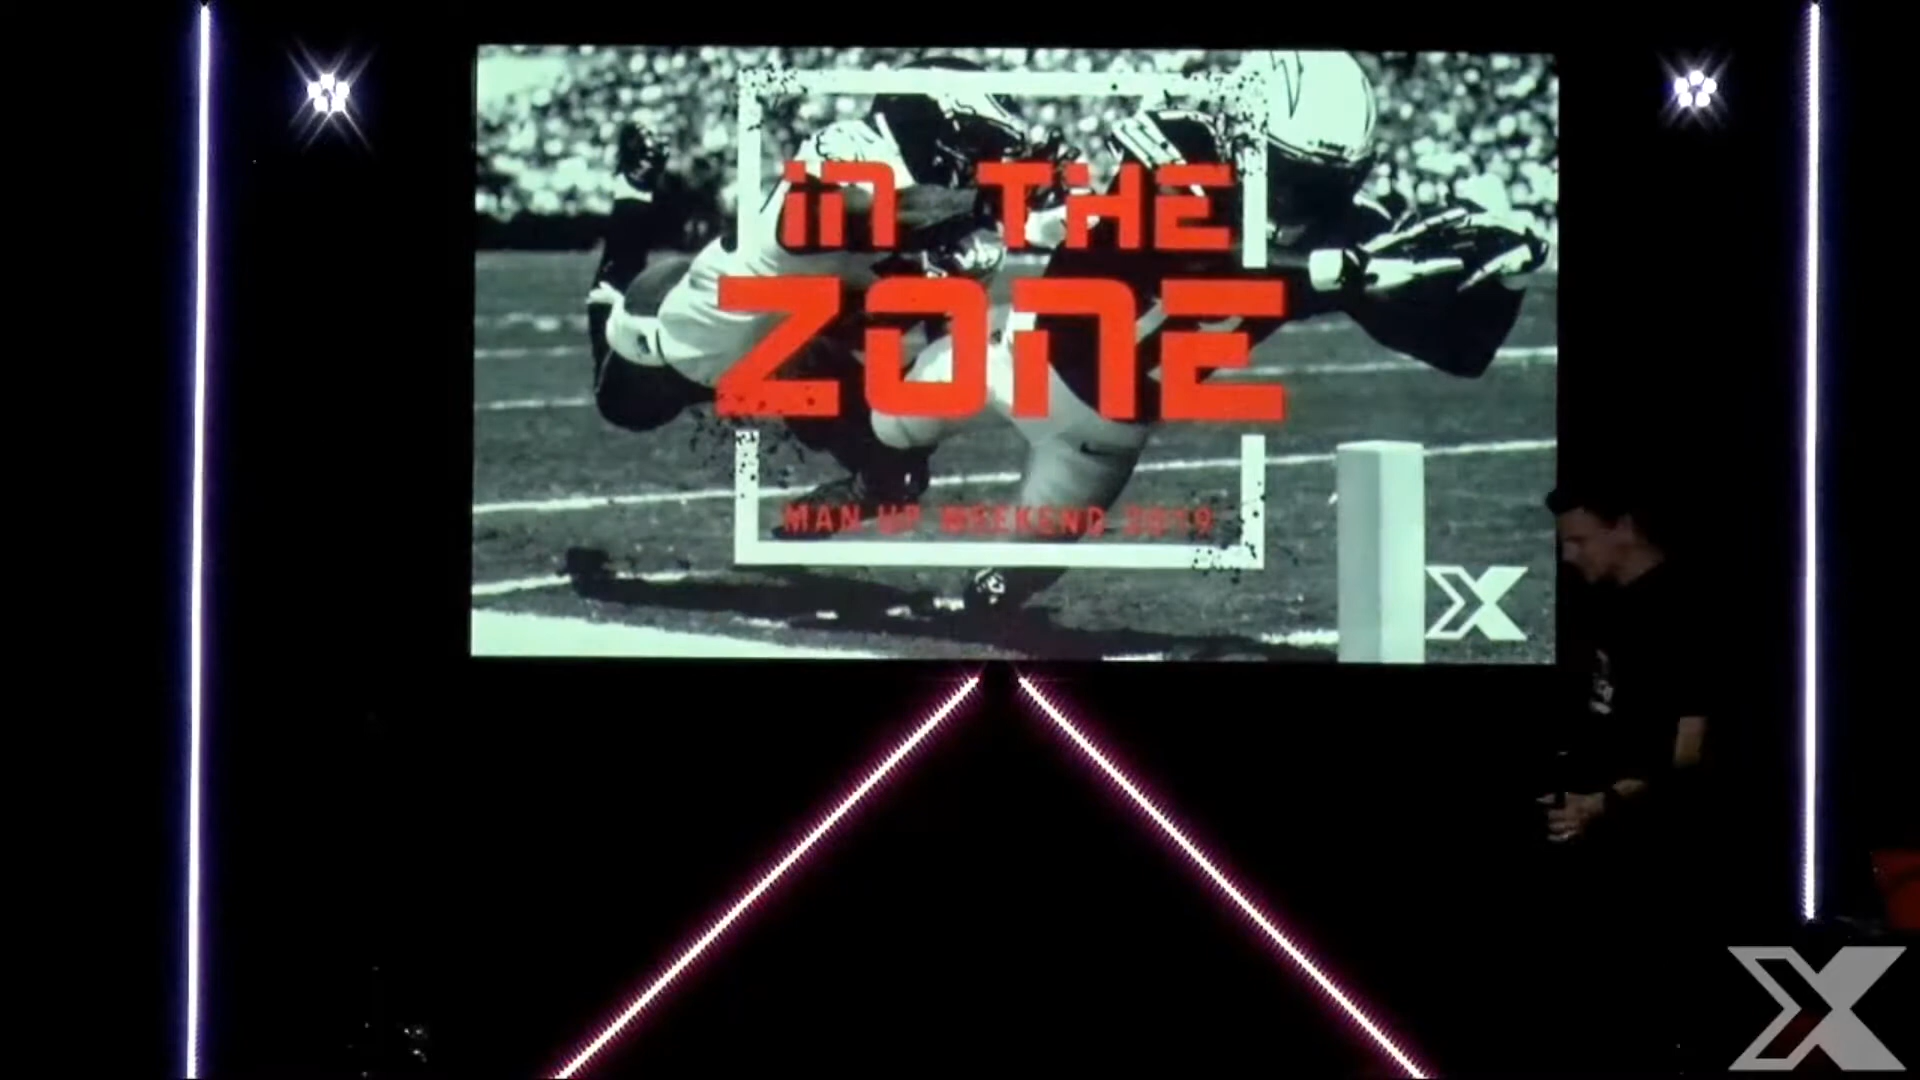 in THE
ZONE
MAN UP WEEKEND 2019
X
X